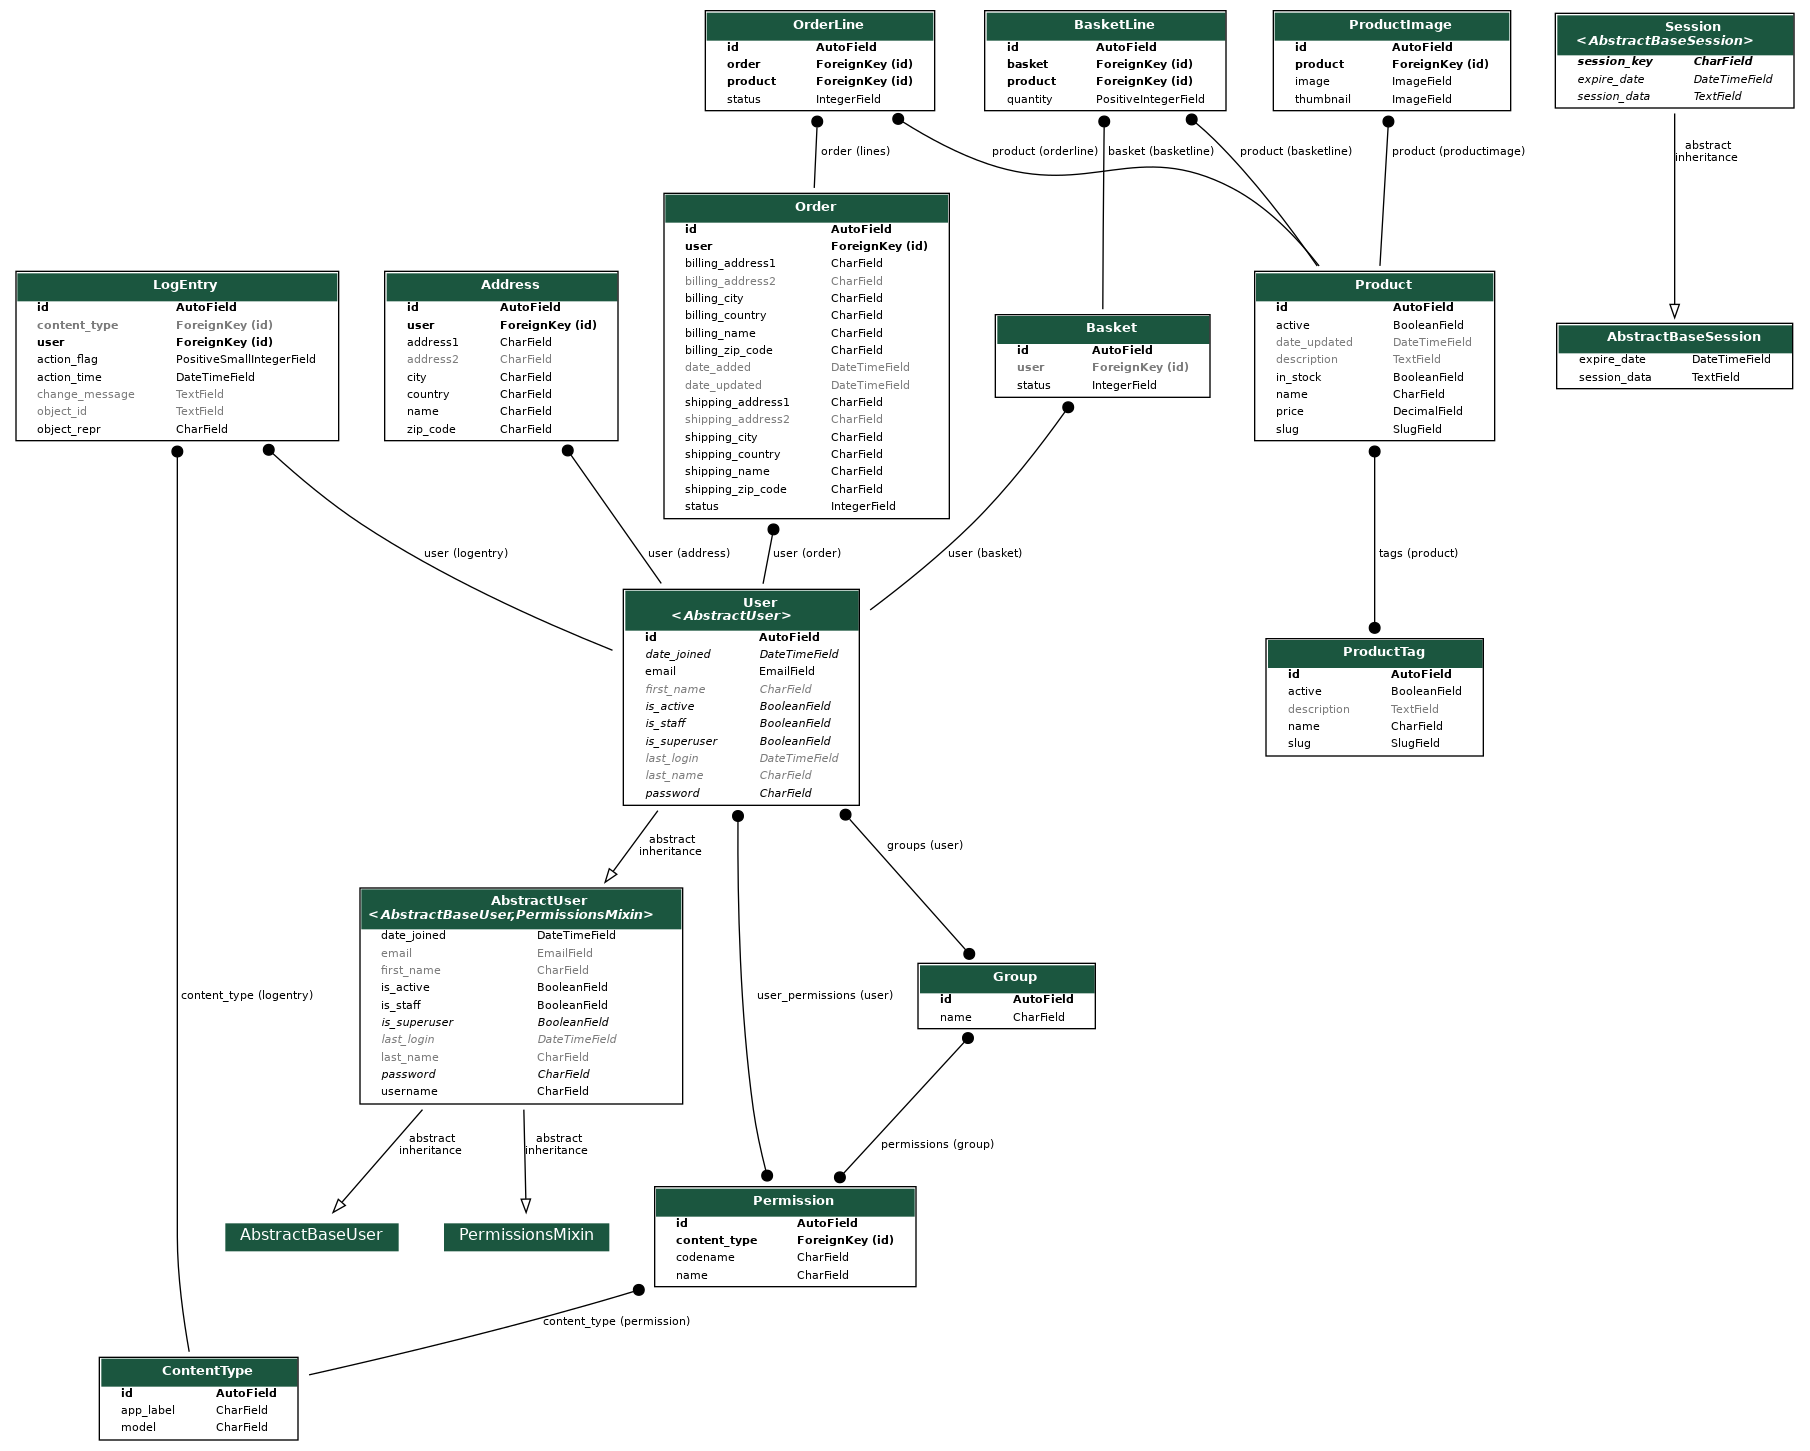 OrderLine
id AutoField
order ForeignKey (id)
product ForeignKey (id)
status IntegerField
BasketLine
id AutoField
basket ForeignKey (id)
product ForeignKey (id)
quantity PositiveIntegerField
ProductImage
id AutoField
product ForeignKey (id)
image ImageField
thumbnail ImageField
Session
<AbstractBaseSession>
session_key CharField
expire_date DateTimeField
session_data TextField
order (lines)
product (orderline)
basket (basketline)
product (basketline)
product (productimage)
abstract
inheritance
LogEntry
id AutoField
content_type ForeignKey (id)
user ForeignKey (id)
action_flag PositiveSmallIntegerField
action_time DateTimeField
change_message TextField
object_id TextField
object_repr CharField
Address
id AutoField
user ForeignKey (id)
address1 CharField
address2 CharField
city CharField
country CharField
name CharField
zip_code CharField
Order
id AutoField
user ForeignKey (id)
billing_address1 CharField
billing_address2 CharField
billing_city CharField
billing_country CharField
billing_name CharField
billing_zip_code CharField
date_added DateTimeField
date_updated DateTimeField
shipping_address1 CharField
shipping_address2 CharField
shipping_city CharField
shipping_country CharField
shipping_name CharField
shipping_zip_code CharField
status IntegerField
Basket
id AutoField
user ForeignKey (id)
status IntegerField
Product
id AutoField
active BooleanField
date_updated DateTimeField
description TextField
in_stock BooleanField
name CharField
price DecimalField
slug SlugField
AbstractBaseSession
expire_date DateTimeField
session_data TextField
user (logentry)
user (address)
user (order)
user (basket)
tags (product)
User
<AbstractUser>
id AutoField
date_joined DateTimeField
email EmailField
first_name CharField
is_active BooleanField
is_staff BooleanField
is_superuser BooleanField
last_login DateTimeField
last_name CharField
password CharField
ProductTag
id AutoField
active BooleanField
description TextField
name CharField
slug SlugField
abstract
inheritance
groups (user)
AbstractUser
<AbstractBaseUser,PermissionsMixin>
date_joined DateTimeField
email EmailField
first_name CharField
is_active BooleanField
is_staff BooleanField
is_superuser BooleanField
last_login DateTimeField
last_name CharField
password CharField
username CharField
content_type (logentry)
user_permissions (user)
Group
id AutoField
name CharField
abstract
inheritance
abstract
inheritance
permissions (group)
AbstractBaseUser
PermissionsMixin
Permission
id AutoField
content_type ForeignKey (id)
codename CharField
name CharField
content_type (permission)
ContentType
id AutoField
app_label CharField
model CharField